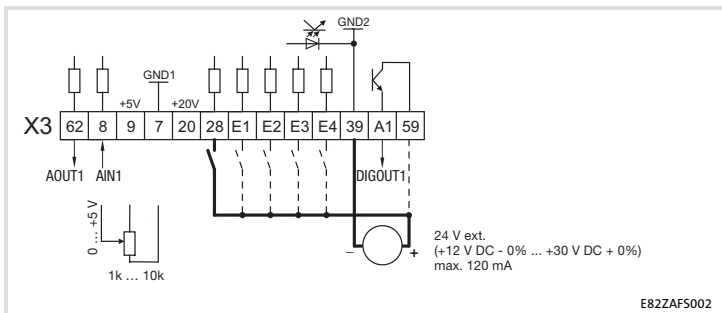 GND2
GND1
+5V
+20V
X3 62 8 9 7 20 28 E1 E2 E3 E4 39 A1 59
AOUT1 AIN1 DIGOUT1
0 ... +5 V
1k ... 10k
– +
24 V ext.
(+12 V DC - 0% ... +30 V DC + 0%)
max. 120 mA
E82ZAFS002